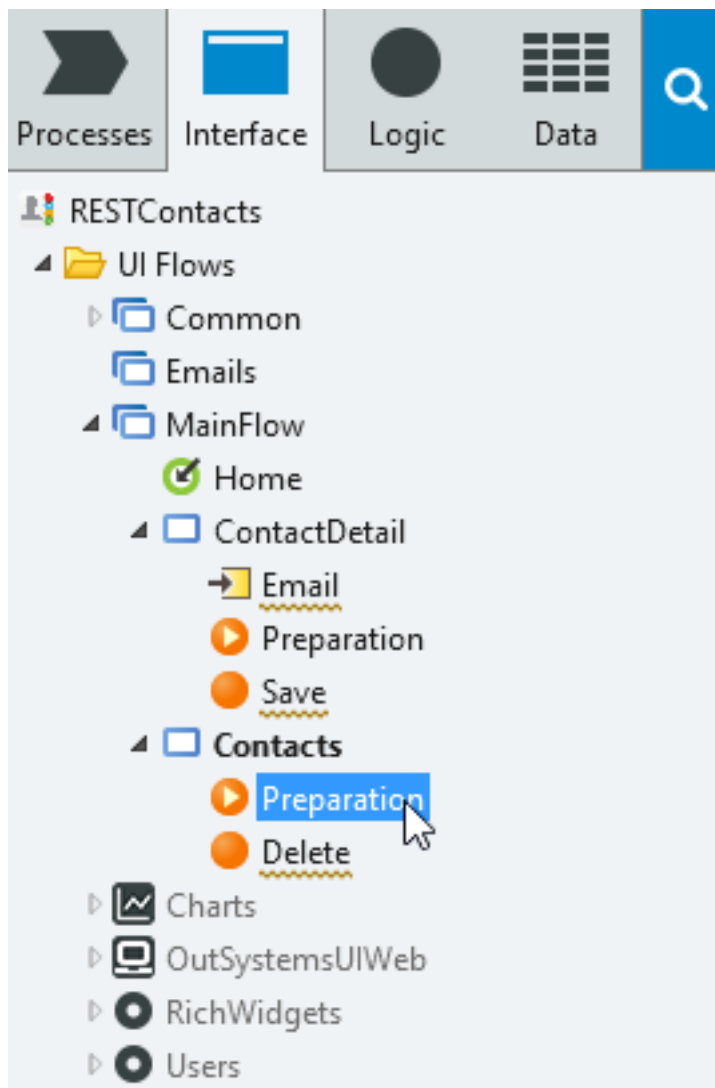 Processes Interface Logic Data
RESTContacts
UI Flows
Common
Emails
MainFlow
Home
ContactDetail
Email
Preparation
Save
Contacts
Preparation
Delete
Charts
OutSystemsUIWeb
RichWidgets
Users